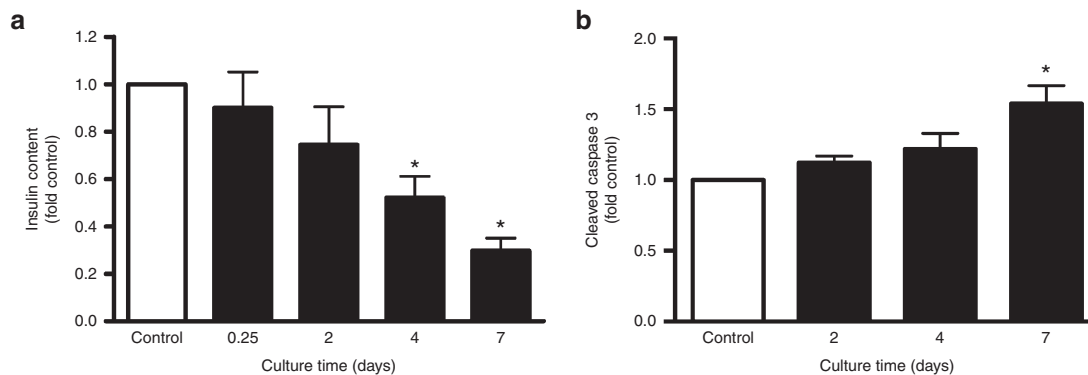 a
Insulin content
(fold control)
1.2
1.0
0.8
0.6
0.4
0.2
0.0
*
*
Control 0.25 2 4 7
Culture time (days)
b
Cleaved caspase 3
(fold control)
2.0
1.5
1.0
0.5
0.0
*
Control 2 4 7
Culture time (days)